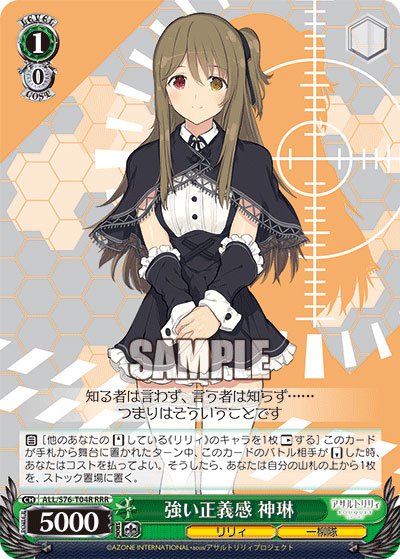 LEVEL
1
0
COST
SAMPLE
知る者は言わず、言う者は知らず……
つまりはそういうことです
自 [他のあなたの【】している《リリィ》のキャラを1枚【】する] このカード
が手札から舞台に置かれたターン中、このカードのバトル相手が【】した時、
あなたはコストを払ってよい。そうしたら、あなたは自分の山札の上から1枚
を、ストック置場に置く。
CH ALL/S76-T04R RRR
強い正義感 神琳
アサルトリリィ
BOUQUET
POWER
5000
リリィ
一柳隊
©AZONE INTERNATIONAL・acus/アサルトリリィプロジェクト